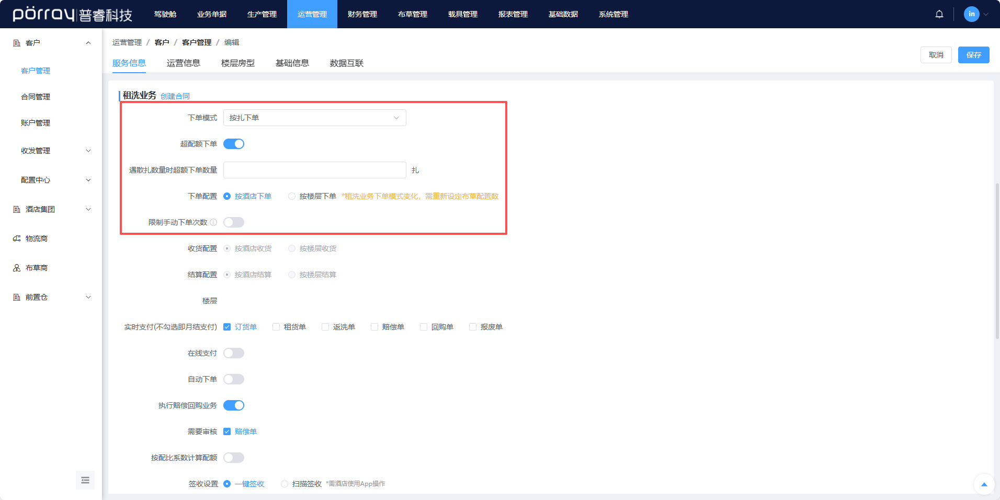 pörray|普睿科技
驾驶舱 业务单据 生产管理 运营管理 财务管理 布草管理 载具管理 报表管理 基础数据 系统管理 in
客户
客户管理
合同管理
账户管理
收发管理
配置中心
酒店集团
物流商
布草商
前置仓
运营管理 / 客户 / 客户管理 / 编辑
取消 保存
服务信息 运营信息 楼层房型 基础信息 数据互联
租洗业务 创建合同
下单模式 按扎下单
超配额下单
遇散扎数量时超额下单数量 扎
下单配置 按酒店下单 按楼层下单 *租洗业务下单模式变化，需重新设定布草配置数
限制手动下单次数
收货配置 按酒店收货 按楼层收货
结算配置 按酒店结算 按楼层结算
楼层
实时支付(不勾选即月结支付) 订货单 租货单 返洗单 赔偿单 回购单 报废单
在线支付
自动下单
执行赔偿回购业务
需要审核 赔偿单
按配比系数计算配额
签收设置 一键签收 扫描签收 *需酒店使用App操作